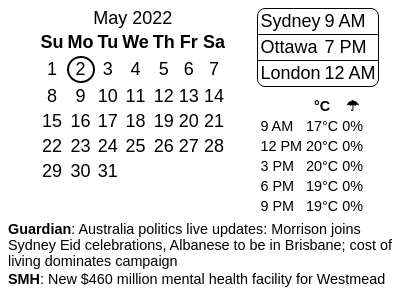 May 2022
Su Mo Tu We Th Fr Sa
1 2 3 4 5 6 7
8 9 10 11 12 13 14
15 16 17 18 19 20 21
22 23 24 25 26 27 28
29 30 31
Sydney 9 AM
Ottawa 7 PM
London 12 AM
°C ☂
9 AM 17°C 0%
12 PM 20°C 0%
3 PM 20°C 0%
6 PM 19°C 0%
9 PM 19°C 0%
Guardian: Australia politics live updates: Morrison joins
Sydney Eid celebrations, Albanese to be in Brisbane; cost of
living dominates campaign
SMH: New $460 million mental health facility for Westmead